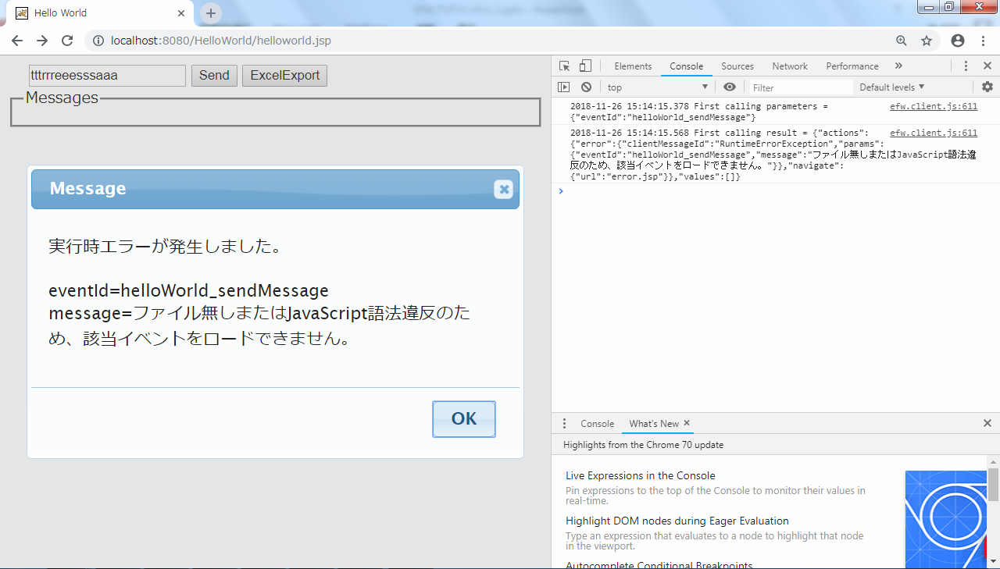 Hello World
localhost:8080/HelloWorld/helloworld.jsp
tttrrreeesssaaa Send ExcelExport
Messages
Message
実行時エラーが発生しました。
eventId=helloWorld_sendMessage
message=ファイル無しまたはJavaScript語法違反のた
め、該当イベントをロードできません。
OK
Elements Console Sources Network Performance
top Filter Default levels
2018-11-26 15:14:15.378 First calling parameters = efw.client.js:611
{"eventId":"helloWorld_sendMessage"}
2018-11-26 15:14:15.568 First calling result = {"actions": efw.client.js:611
{"error":{"clientMessageId":"RuntimeErrorException","params":
{"eventId":"helloWorld_sendMessage","message":"ファイル無しまたはJavaScript語法違
反のため、該当イベントをロードできません。"}},"navigate":
{"url":"error.jsp"}},"values":[]}
Console What's New
Highlights from the Chrome 70 update
Live Expressions in the Console
Pin expressions to the top of the Console to monitor their values in
real-time.
Highlight DOM nodes during Eager Evaluation
Type an expression that evaluates to a node to highlight that node
in the viewport.
Autocomplete Conditional Breakpoints